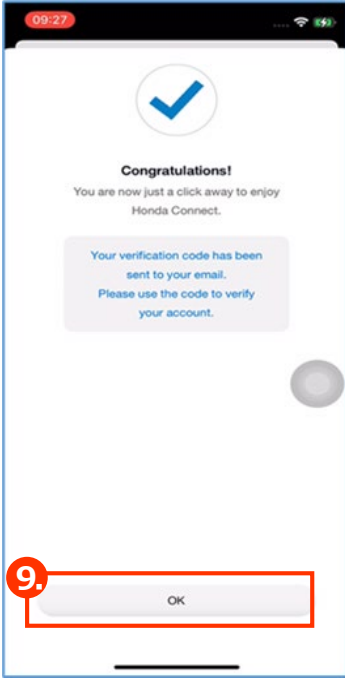 09:27
Congratulations!
You are now just a click away to enjoy
Honda Connect.
Your verification code has been
sent to your email.
Please use the code to verify
your account.
9.
OK